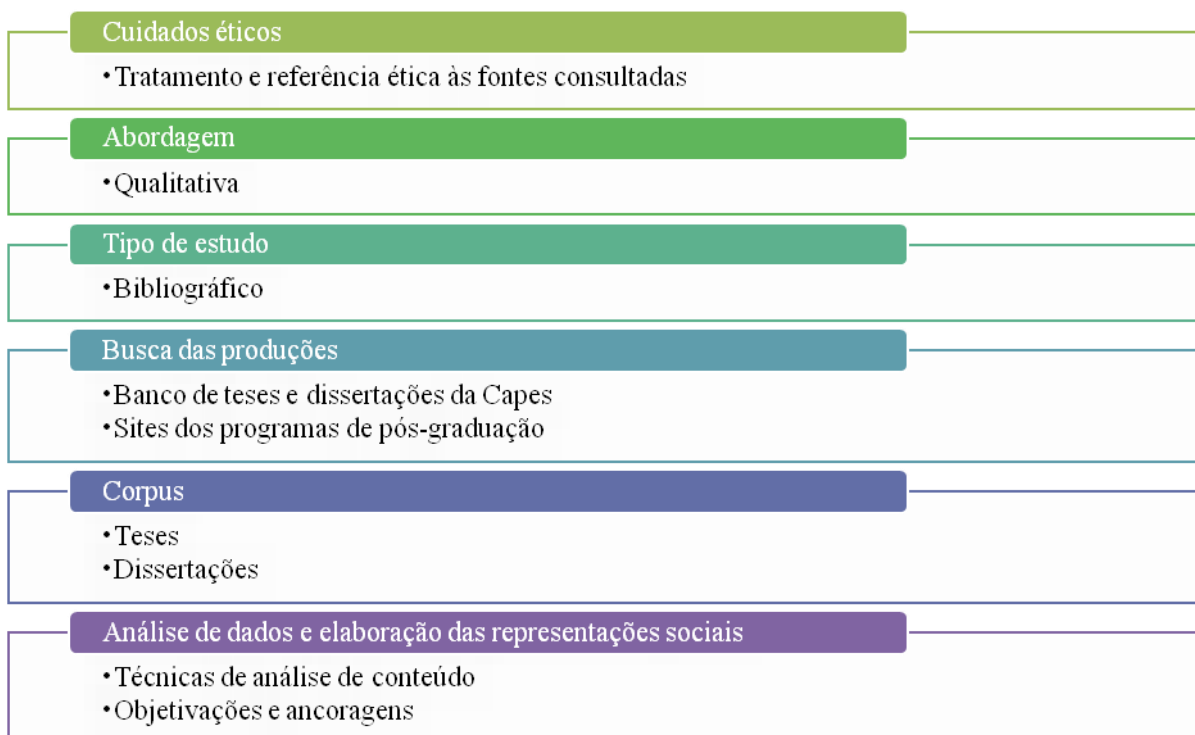 Cuidados éticos
•Tratamento e referência ética às fontes consultadas
Abordagem
•Qualitativa
Tipo de estudo
•Bibliográfico
Busca das produções
•Banco de teses e dissertações da Capes
•Sites dos programas de pós-graduação
Corpus
•Teses
•Dissertações
Análise de dados e elaboração das representações sociais
•Técnicas de análise de conteúdo
•Objetivações e ancoragens